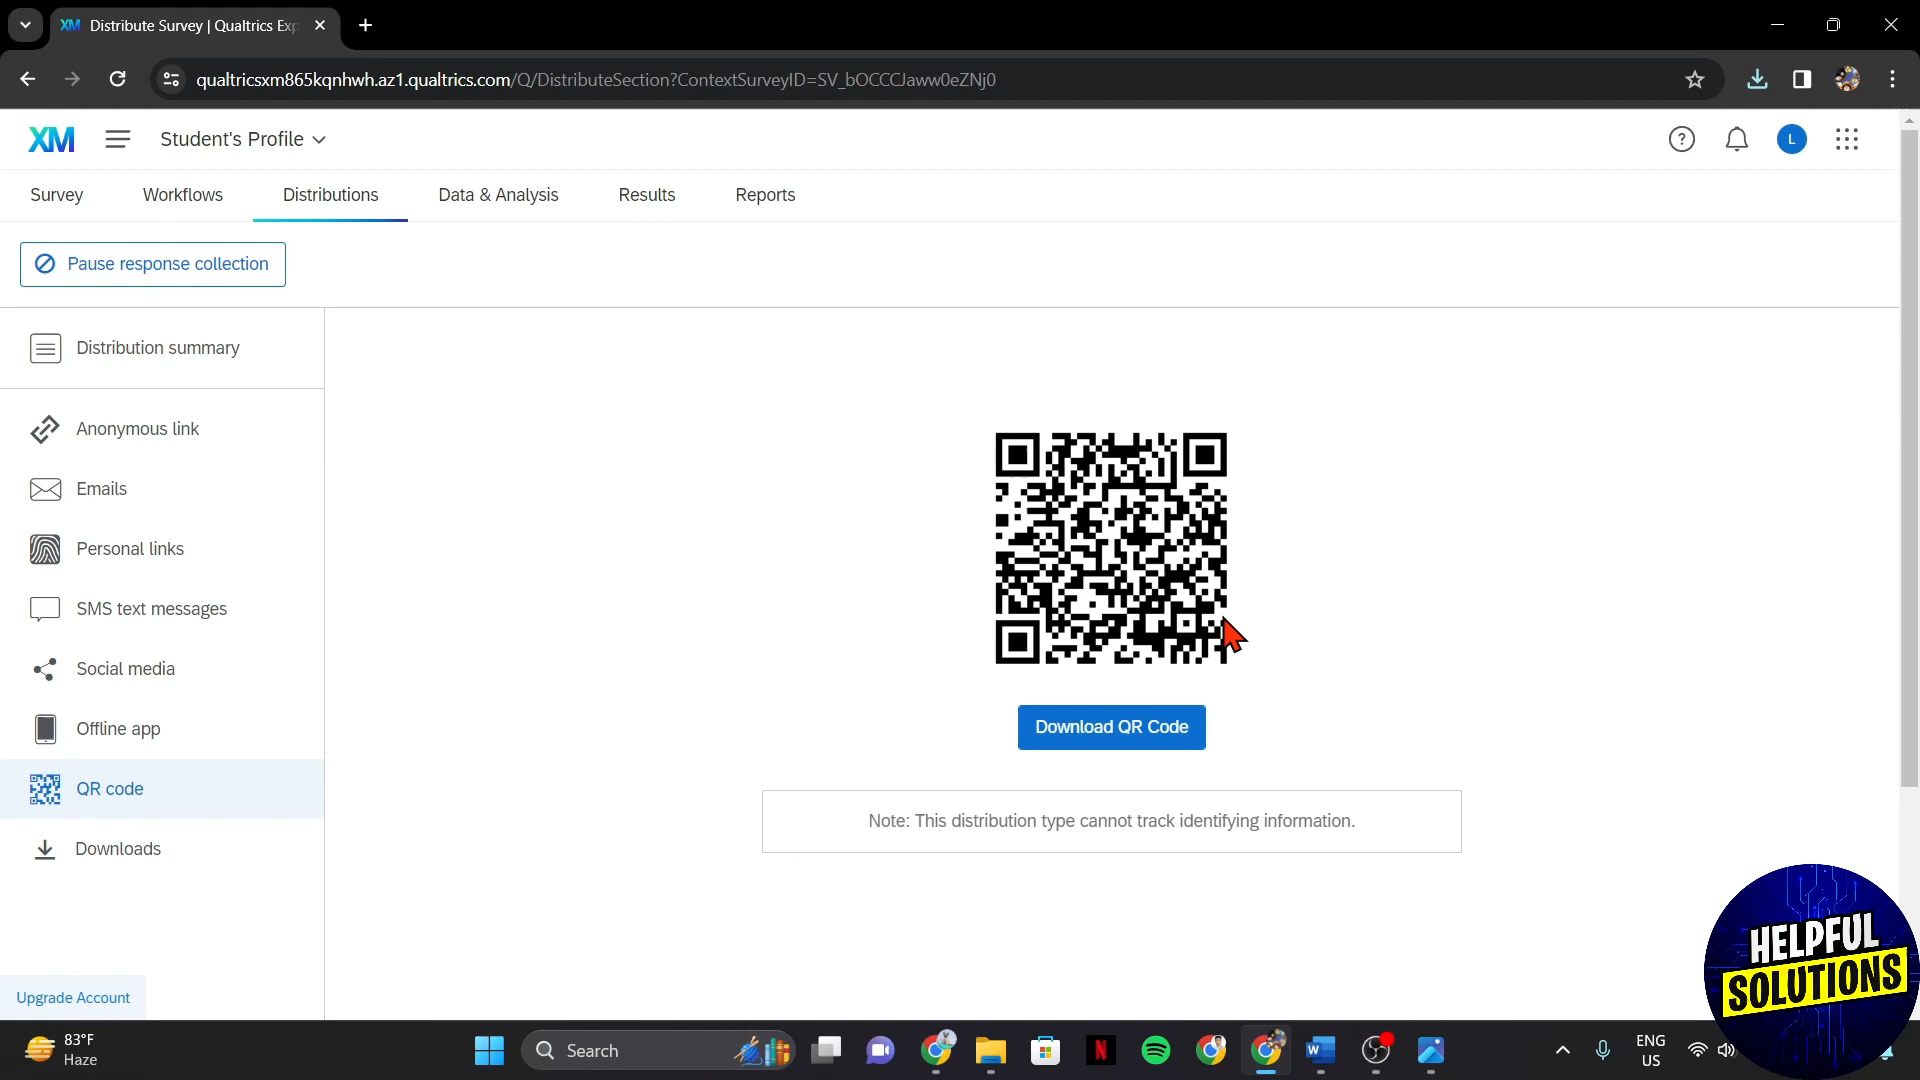 XM Distribute Survey | Qualtrics Exp
qualtricsxm865kqnhwh.az1.qualtrics.com/Q/DistributeSection?ContextSurveyID=SV_bOCCCJaww0eZNj0
XM Student's Profile L
Survey Workflows Distributions Data & Analysis Results Reports
Pause response collection
Distribution summary
Anonymous link
Emails
Personal links
SMS text messages
Social media
Offline app
QR code
Downloads
Download QR Code
Note: This distribution type cannot track identifying information.
Upgrade Account
HELPFUL
SOLUTIONS
83°F
Haze
Search
ENG
US